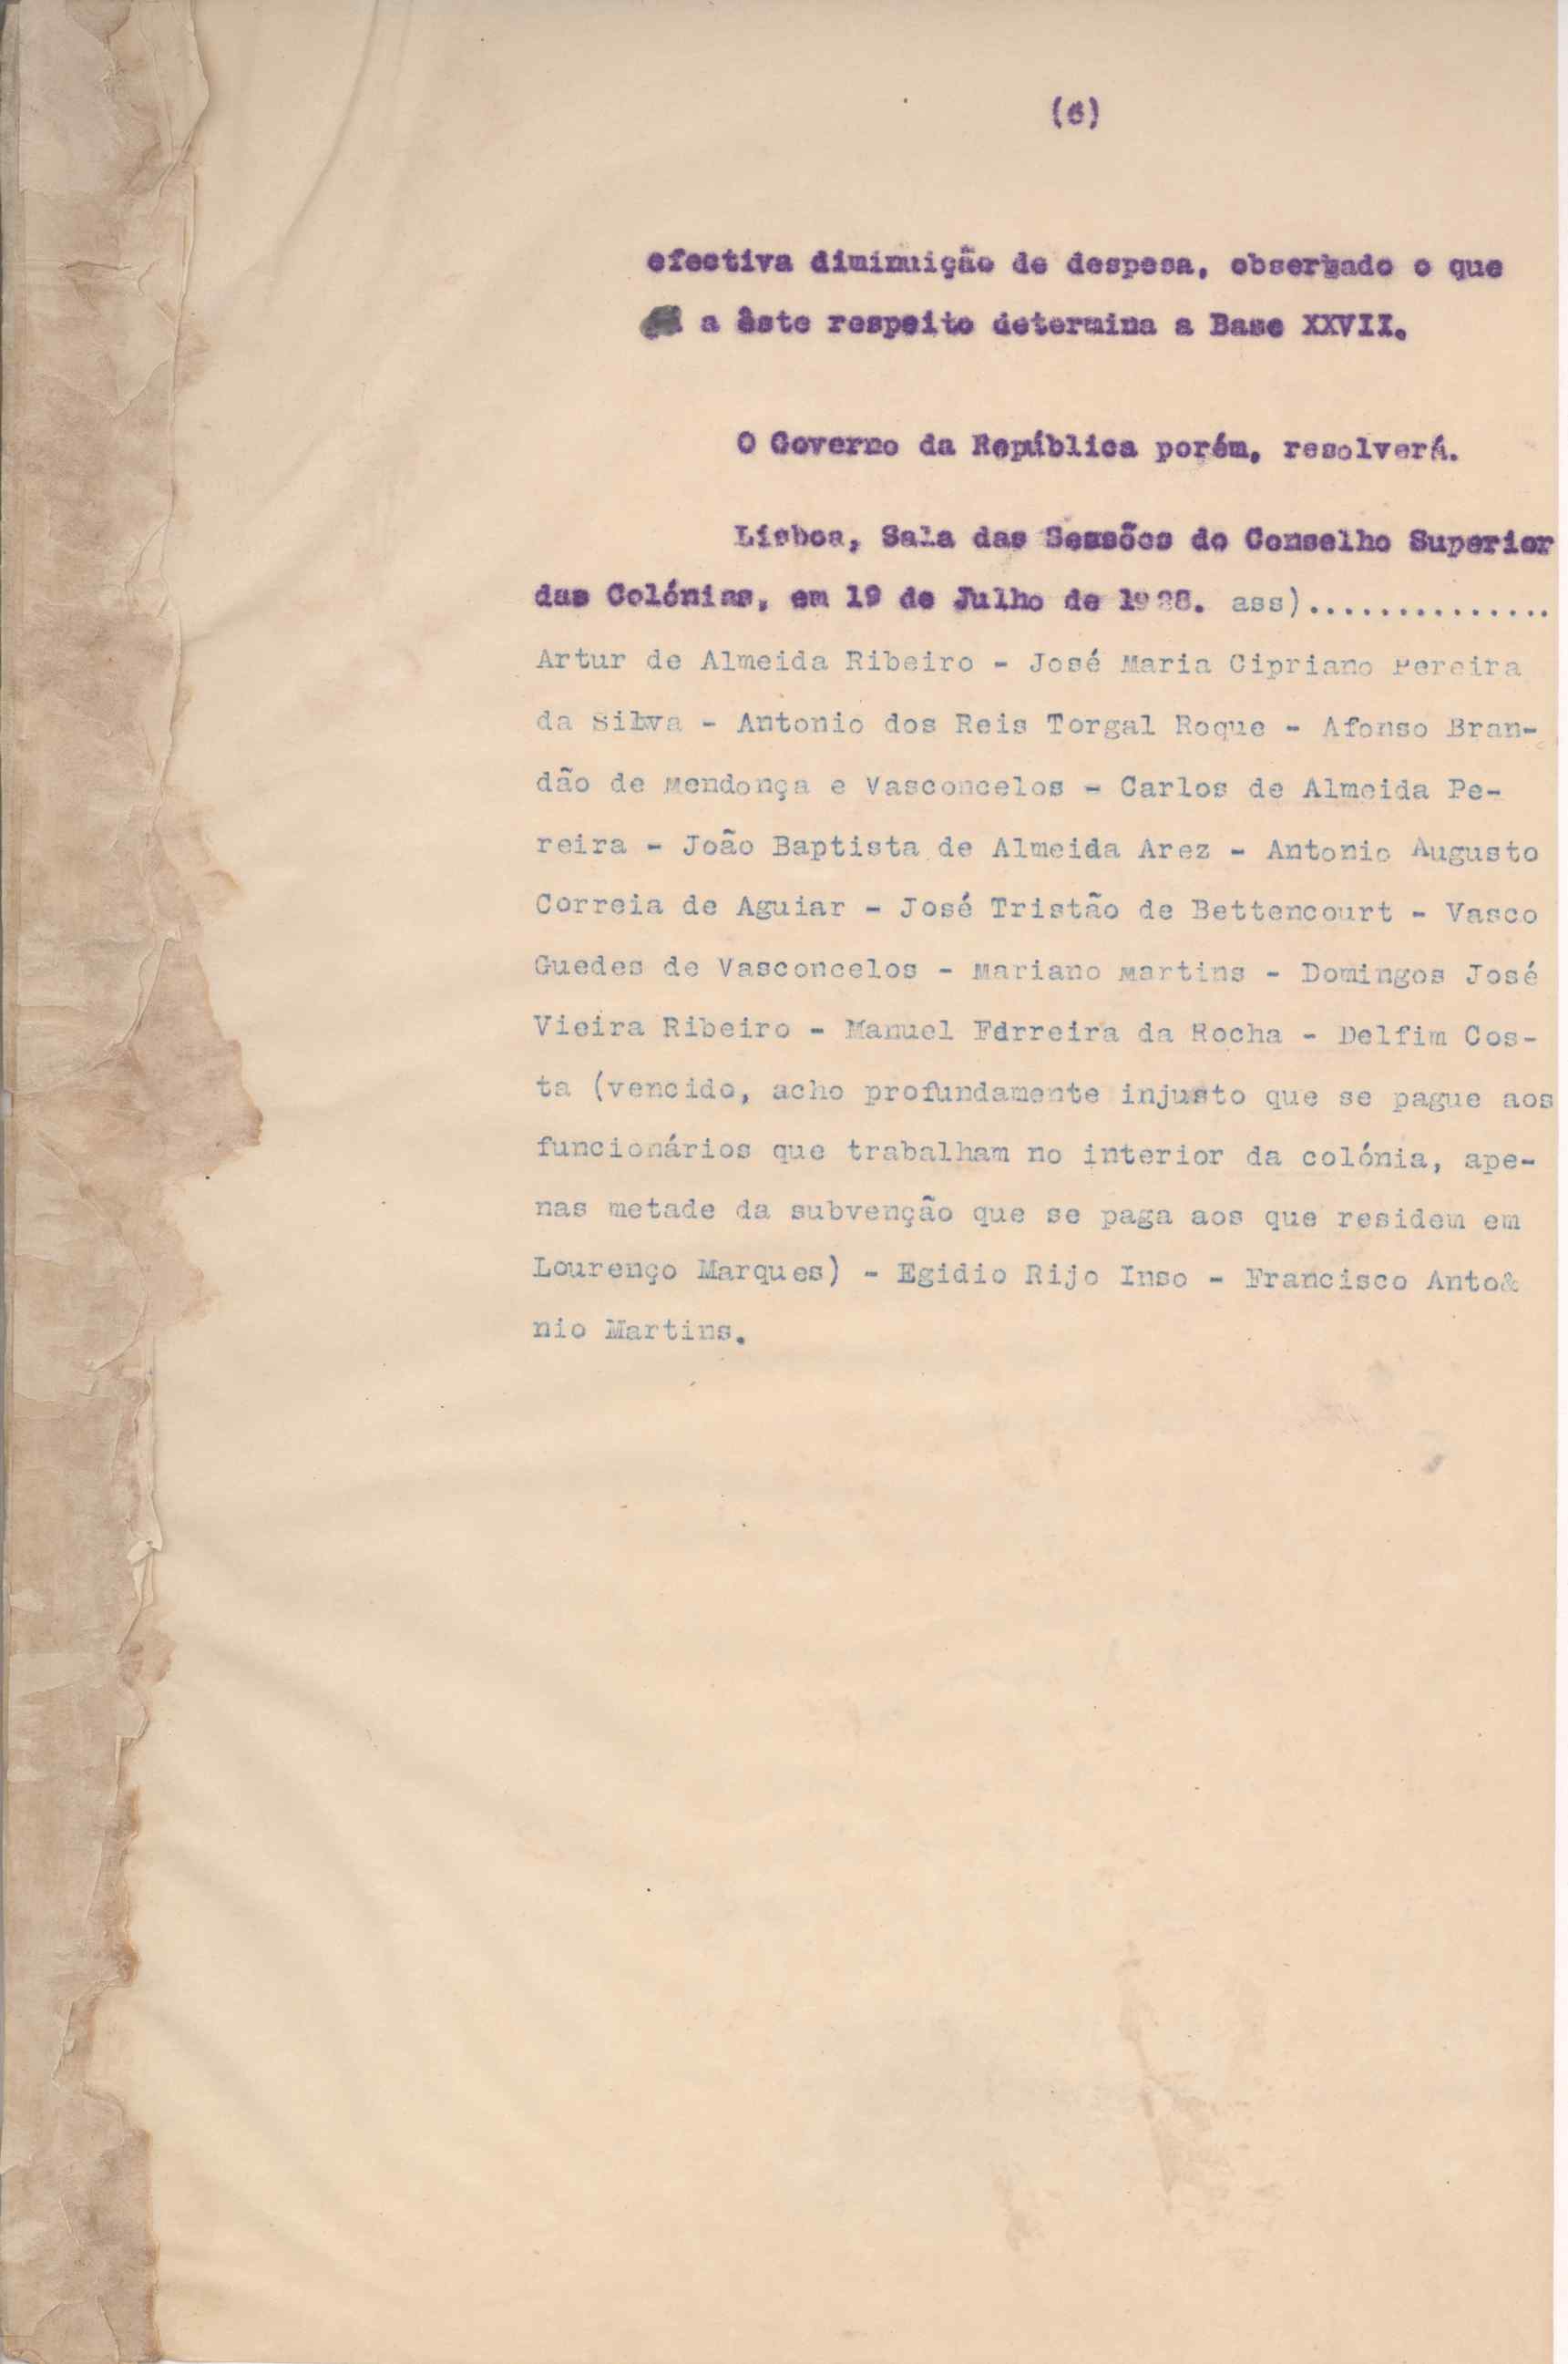 (6)
efectiva diminuição de despesa, observado o que
a êste respeito determina a Base XXVII.
O Governo da República porém, resolverá.
Lisboa, Sala das Sessões do Conselho Superior
das Colónias, em 19 de Julho de 1928. ass)..............
Artur de Almeida Ribeiro - José Maria Cipriano Pereira
da Silva - Antonio dos Reis Torgal Roque - Afonso Bran-
dão de Mendonça e Vasconcelos - Carlos de Almeida Pe-
reira - João Baptista de Almeida Arez - Antonio Augusto
Correia de Aguiar - José Tristão de Bettencourt - Vasco
Guedes de Vasconcelos - Mariano Martins - Domingos José
Vieira Ribeiro - Manuel Fdrreira da Rocha - Delfim Cos-
ta (vencido, acho profundamente injusto que se pague aos
funcionários que trabalham no interior da colónia, ape-
nas metade da subvenção que se paga aos que residem em
Lourenço Marques) - Egidio Rijo Inso - Francisco Anto&
nio Martins.